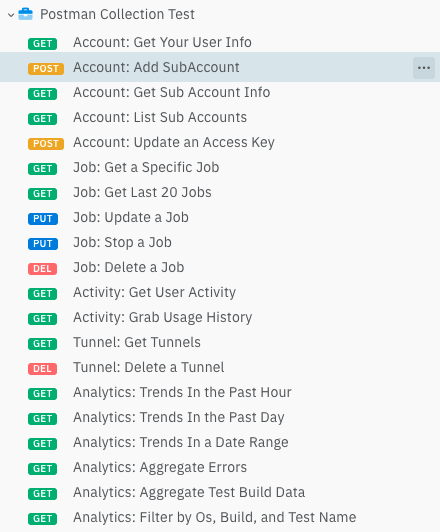 Postman Collection Test
GET Account: Get Your User Info
POST Account: Add SubAccount
GET Account: Get Sub Account Info
GET Account: List Sub Accounts
POST Account: Update an Access Key
GET Job: Get a Specific Job
GET Job: Get Last 20 Jobs
PUT Job: Update a Job
PUT Job: Stop a Job
DEL Job: Delete a Job
GET Activity: Get User Activity
GET Activity: Grab Usage History
GET Tunnel: Get Tunnels
DEL Tunnel: Delete a Tunnel
GET Analytics: Trends In the Past Hour
GET Analytics: Trends In the Past Day
GET Analytics: Trends In a Date Range
GET Analytics: Aggregate Errors
GET Analytics: Aggregate Test Build Data
GET Analytics: Filter by Os, Build, and Test Name